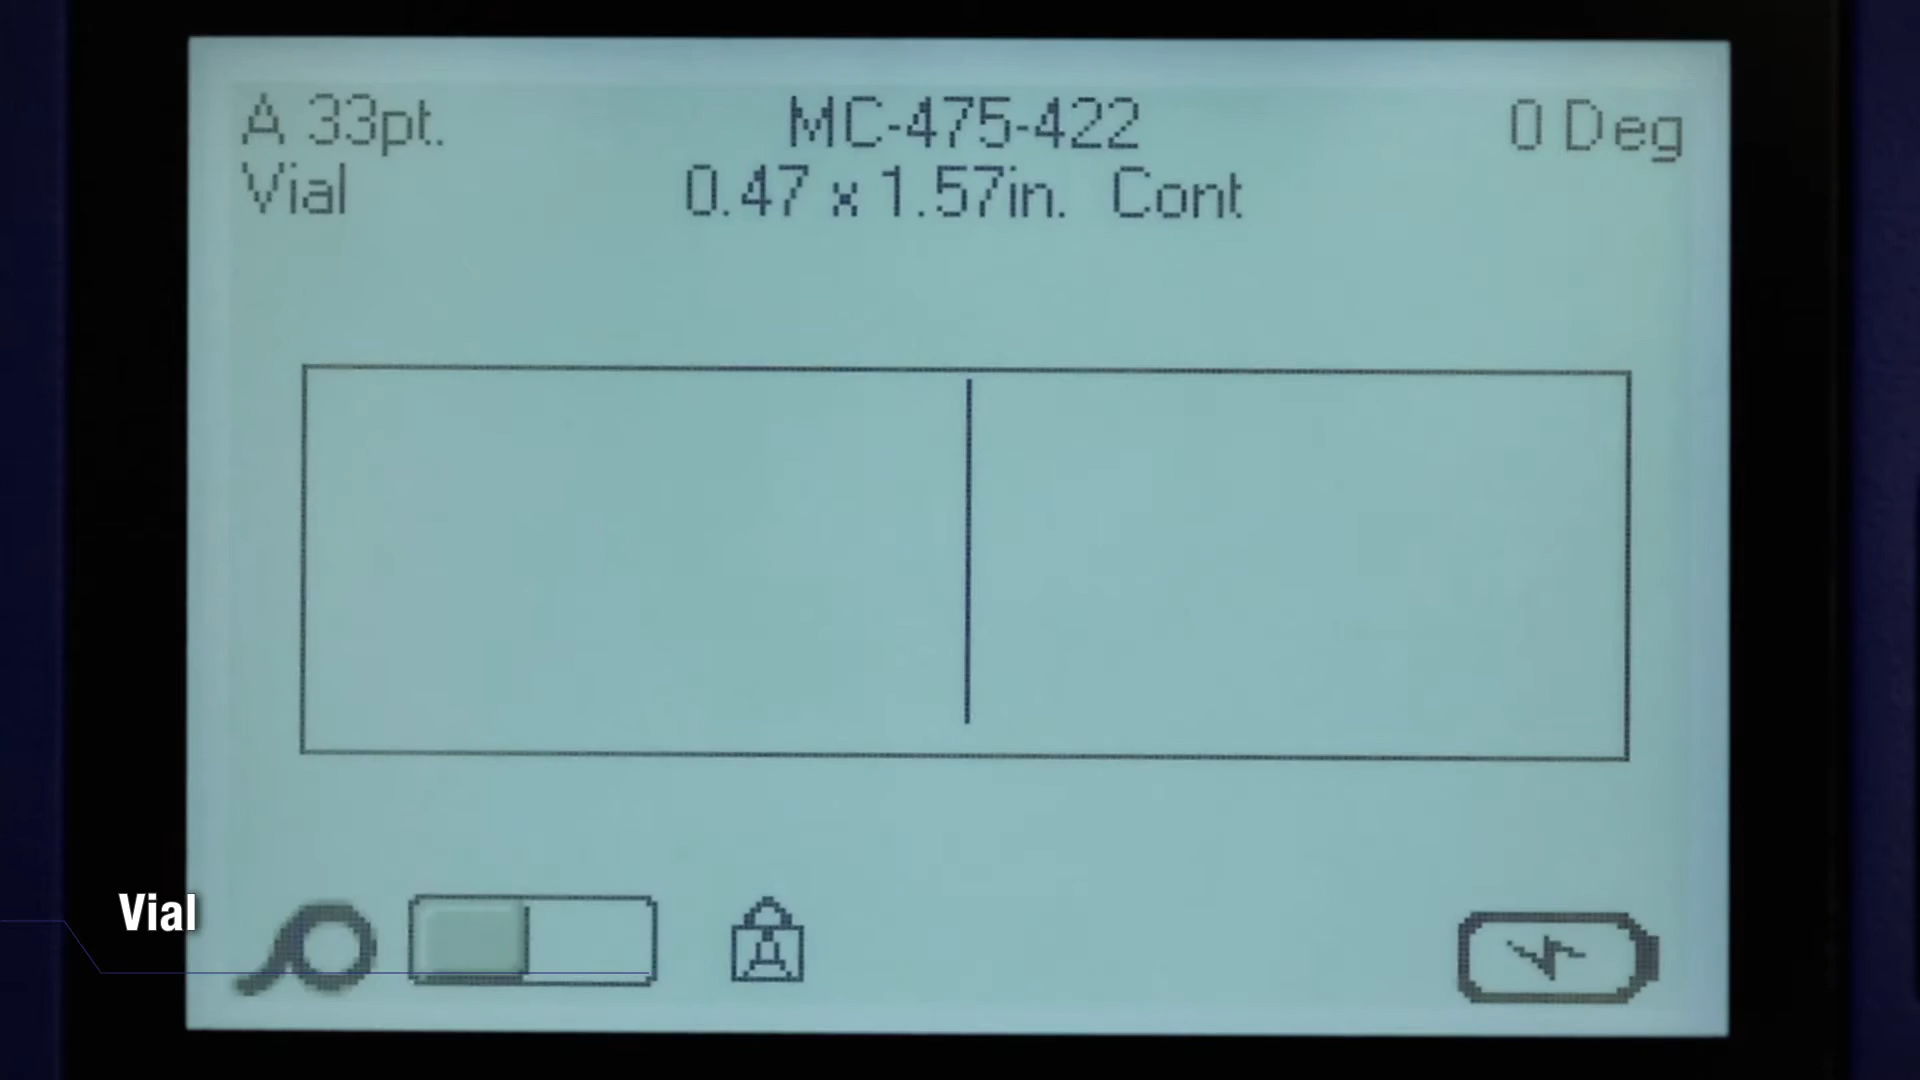 A 33pt.
MC-475-422
0 Deg
Vial
0.47 x 1.57in. Cont
Vial
A